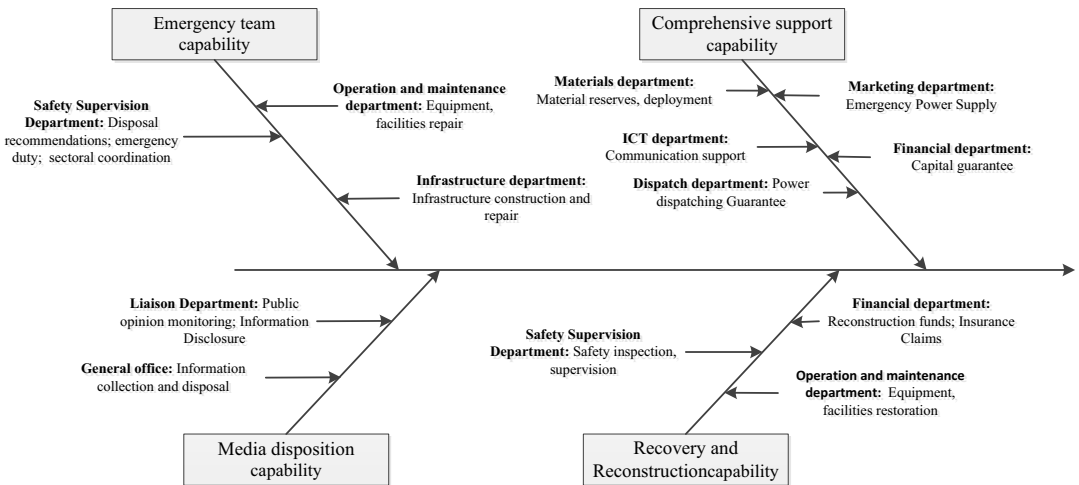 Emergency team
capability
Comprehensive support
capability
Safety Supervision
Department: Disposal
recommendations; emergency
duty; sectoral coordination
Operation and maintenance
department: Equipment,
facilities repair
Infrastructure department:
Infrastructure construction and
repair
Materials department:
Material reserves, deployment
Marketing department:
Emergency Power Supply
ICT department:
Communication support
Financial department:
Capital guarantee
Dispatch department: Power
dispatching Guarantee
Liaison Department: Public
opinion monitoring; Information
Disclosure
General office: Information
collection and disposal
Safety Supervision
Department: Safety inspection,
supervision
Financial department:
Reconstruction funds; Insurance
Claims
Operation and maintenance
department: Equipment,
facilities restoration
Media disposition
capability
Recovery and
Reconstructioncapability